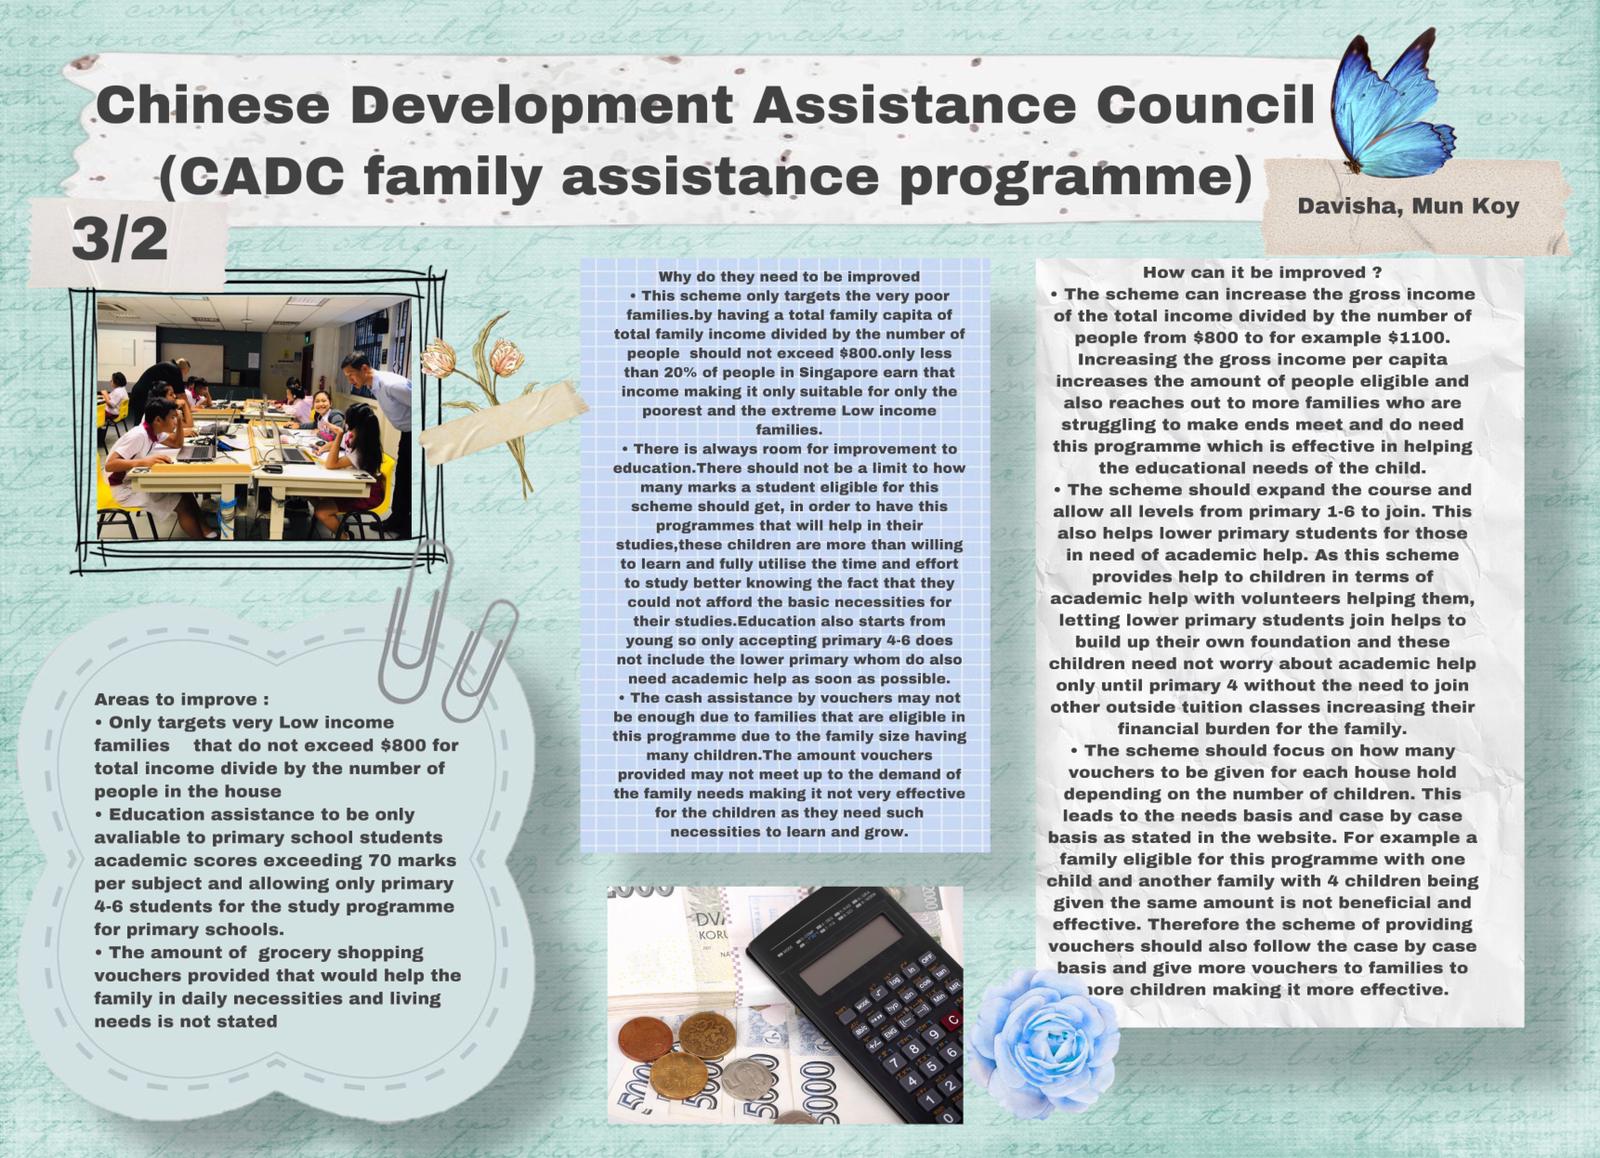 Chinese Development Assistance Council
(CADC family assistance programme)
3/2
Davisha, Mun Koy
Areas to improve :
• Only targets very Low income
families that do not exceed $800 for
total income divide by the number of
people in the house
• Education assistance to be only
avaliable to primary school students
academic scores exceeding 70 marks
per subject and allowing only primary
4-6 students for the study programme
for primary schools.
• The amount of grocery shopping
vouchers provided that would help the
family in daily necessities and living
needs is not stated
Why do they need to be improved
• This scheme only targets the very poor
families.by having a total family capita of
total family income divided by the number of
people should not exceed $800.only less
than 20% of people in Singapore earn that
income making it only suitable for only the
poorest and the extreme Low income
families.
• There is always room for improvement to
education.There should not be a limit to how
many marks a student eligible for this
scheme should get, in order to have this
programmes that will help in their
studies,these children are more than willing
to learn and fully utilise the time and effort
to study better knowing the fact that they
could not afford the basic necessities for
their studies.Education also starts from
young so only accepting primary 4-6 does
not include the lower primary whom do also
need academic help as soon as possible.
• The cash assistance by vouchers may not
be enough due to families that are eligible in
this programme due to the family size having
many children.The amount vouchers
provided may not meet up to the demand of
the family needs making it not very effective
for the children as they need such
necessities to learn and grow.
How can it be improved ?
• The scheme can increase the gross income
of the total income divided by the number of
people from $800 to for example $1100.
Increasing the gross income per capita
increases the amount of people eligible and
also reaches out to more families who are
struggling to make ends meet and do need
this programme which is effective in helping
the educational needs of the child.
• The scheme should expand the course and
allow all levels from primary 1-6 to join. This
also helps lower primary students for those
in need of academic help. As this scheme
provides help to children in terms of
academic help with volunteers helping them,
letting lower primary students join helps to
build up their own foundation and these
children need not worry about academic help
only until primary 4 without the need to join
other outside tuition classes increasing their
financial burden for the family.
• The scheme should focus on how many
vouchers to be given for each house hold
depending on the number of children. This
leads to the needs basis and case by case
basis as stated in the website. For example a
family eligible for this programme with one
child and another family with 4 children being
given the same amount is not beneficial and
effective. Therefore the scheme of providing
vouchers should also follow the case by case
basis and give more vouchers to families to
more children making it more effective.